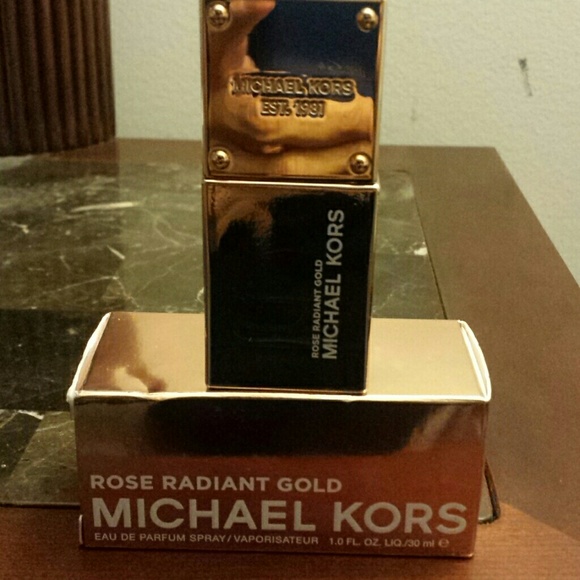 MICHAEL KORS
EST. 1981
ROSE RADIANT GOLD
MICHAEL KORS
ROSE RADIANT GOLD
MICHAEL KORS
EAU DE PARFUM SPRAY/VAPORISATEUR 1.0 FL. OZ. LIQ./30 ml ℮